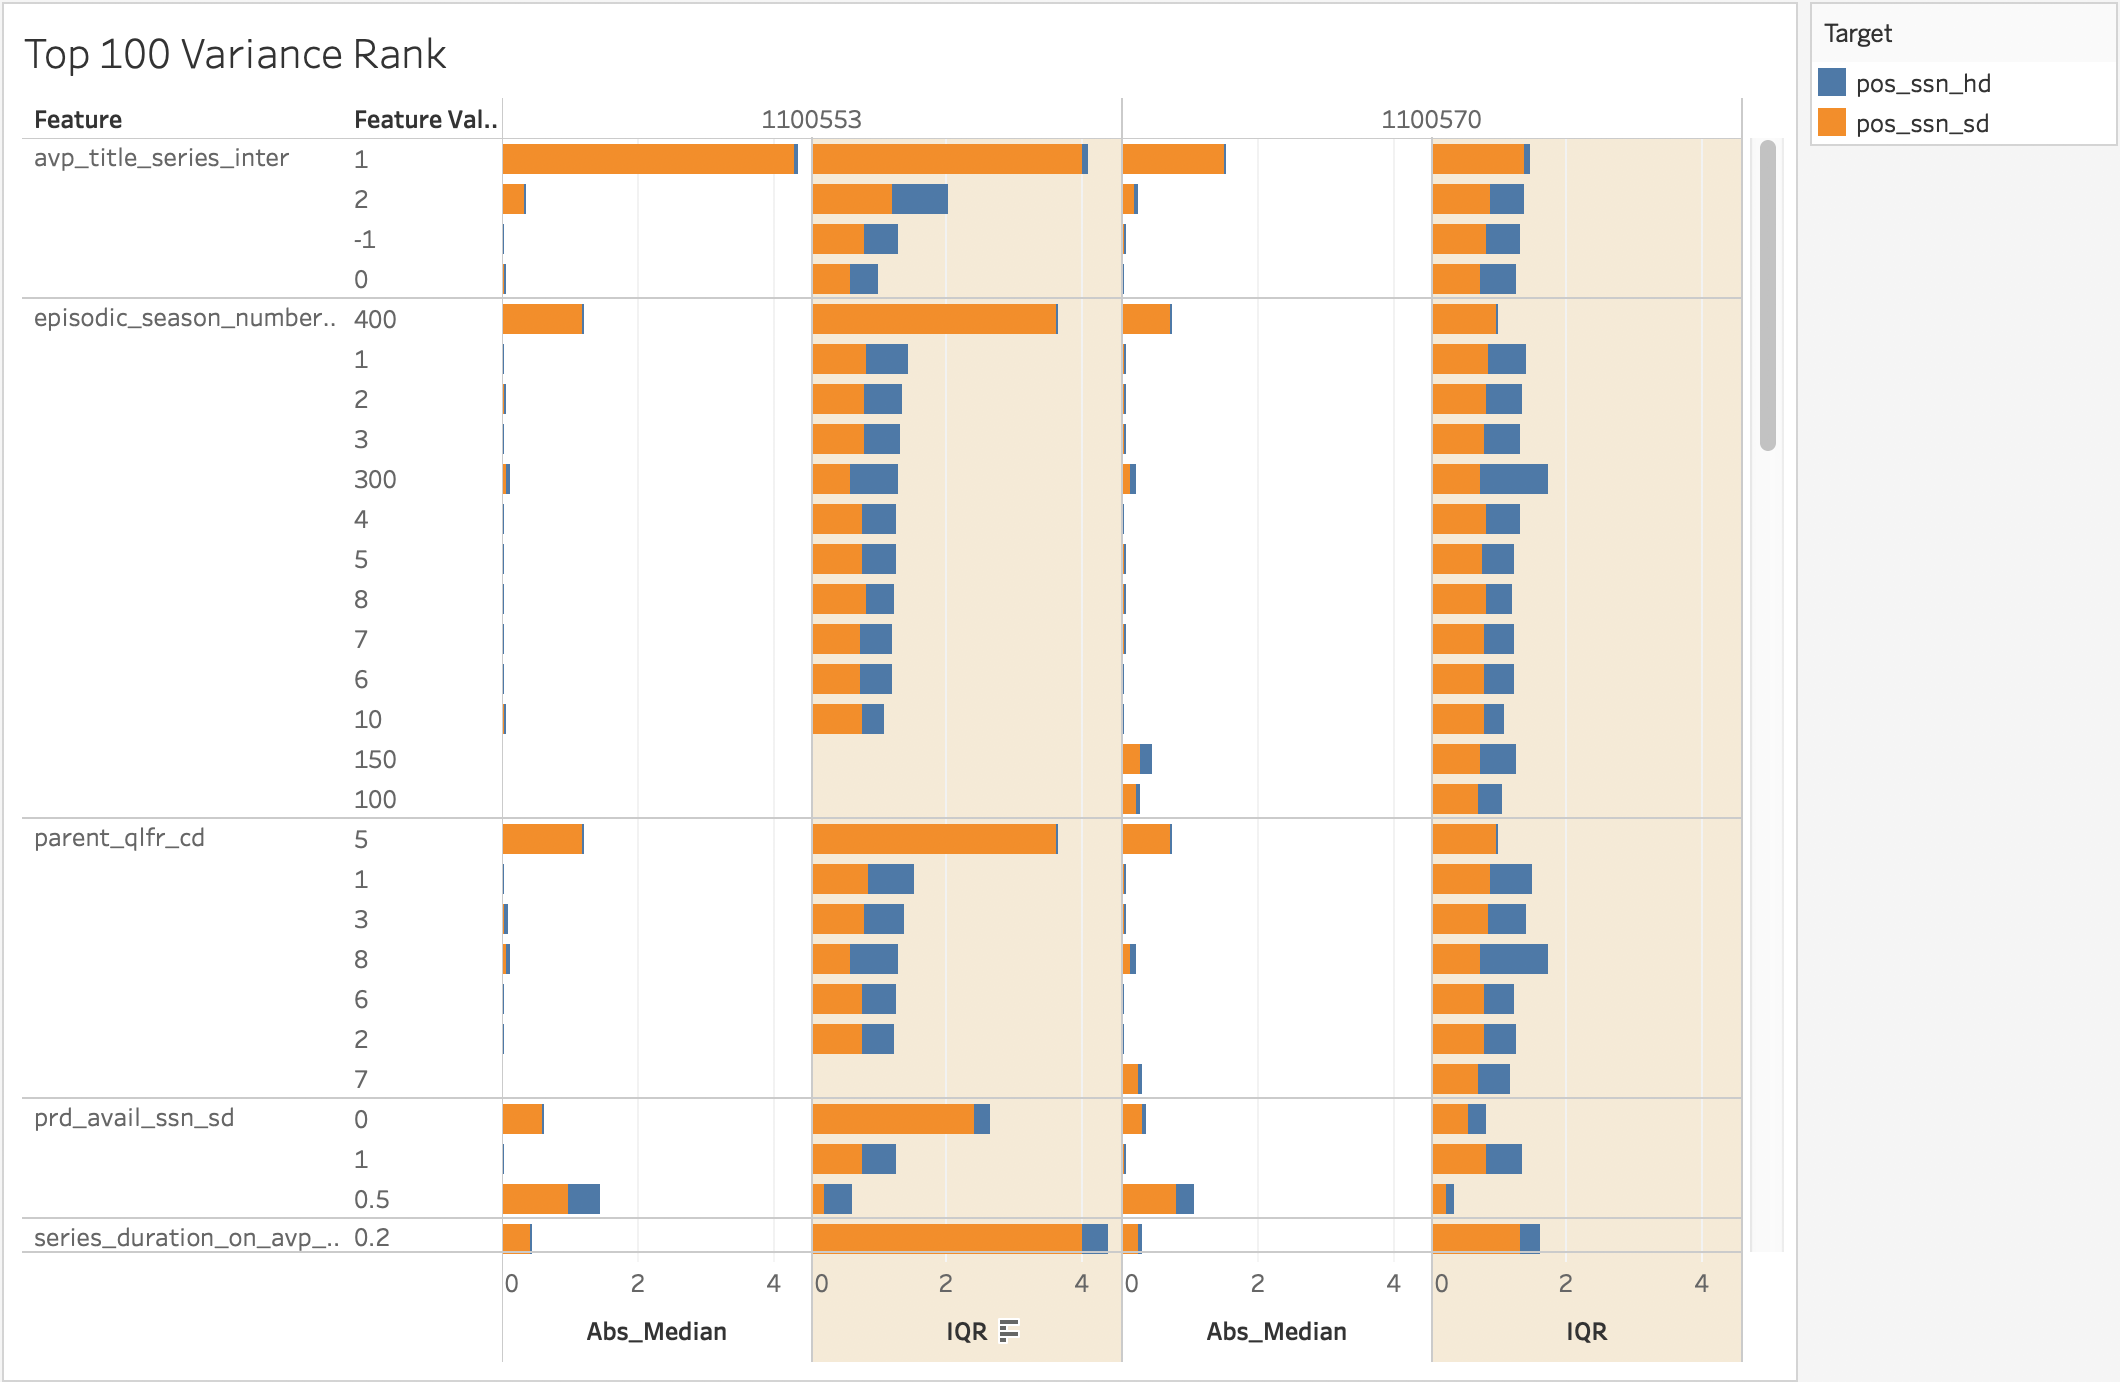 Top 100 Variance Rank
Target
pos_ssn_hd
pos_ssn_sd
Feature Feature Val.. 1100553 1100570
avp_title_series_inter 1
2
-1
0
episodic_season_number.. 400
1
2
3
300
4
5
8
7
6
10
150
100
parent_qlfr_cd 5
1
3
8
6
2
7
prd_avail_ssn_sd 0
1
0.5
series_duration_on_avp_.. 0.2
0 2 4 0 2 4 0 2 4 0 2 4
Abs_Median IQR Abs_Median IQR